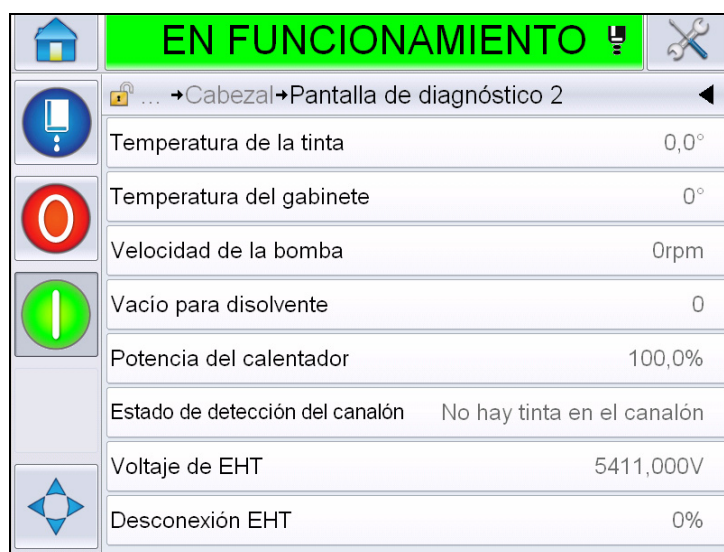 EN FUNCIONAMIENTO
... →Cabezal→Pantalla de diagnóstico 2
Temperatura de la tinta 0,0°
Temperatura del gabinete 0°
Velocidad de la bomba 0rpm
Vacío para disolvente 0
Potencia del calentador 100,0%
Estado de detección del canalón No hay tinta en el canalón
Voltaje de EHT 5411,000V
Desconexión EHT 0%